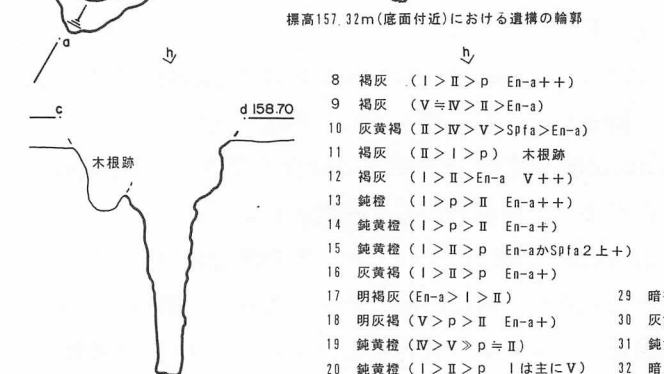 標高157.32m(底面付近)における遺構の輪郭
a
h
h
c
d 158.70
木根跡
8 褐灰 (Ⅰ＞Ⅱ＞p En-a++)
9 褐灰 (Ⅴ≒Ⅳ＞Ⅱ＞En-a)
10 灰黄褐 (Ⅱ＞Ⅳ＞Ⅴ＞Spfa＞En-a)
11 褐灰 (Ⅱ＞Ⅰ＞p) 木根跡
12 褐灰 (Ⅰ＞Ⅱ＞En-a Ⅴ++)
13 鈍橙 (Ⅰ＞p＞Ⅱ En-a++)
14 鈍黄橙 (Ⅰ＞p＞Ⅱ En-a+)
15 鈍黄橙 (Ⅰ＞Ⅱ＞p En-aかSpfa2上+)
16 灰黄褐 (Ⅰ＞Ⅱ＞p En-a+)
17 明褐灰 (En-a＞Ⅰ＞Ⅱ) 29 暗
18 明灰褐 (Ⅴ＞p＞Ⅱ En-a+) 30 灰
19 鈍黄橙 (Ⅳ＞Ⅴ≫p≒Ⅱ) 31 鈍
20 鈍黄橙 (Ⅰ＞Ⅱ＞p Ⅰは主にⅤ) 32 暗